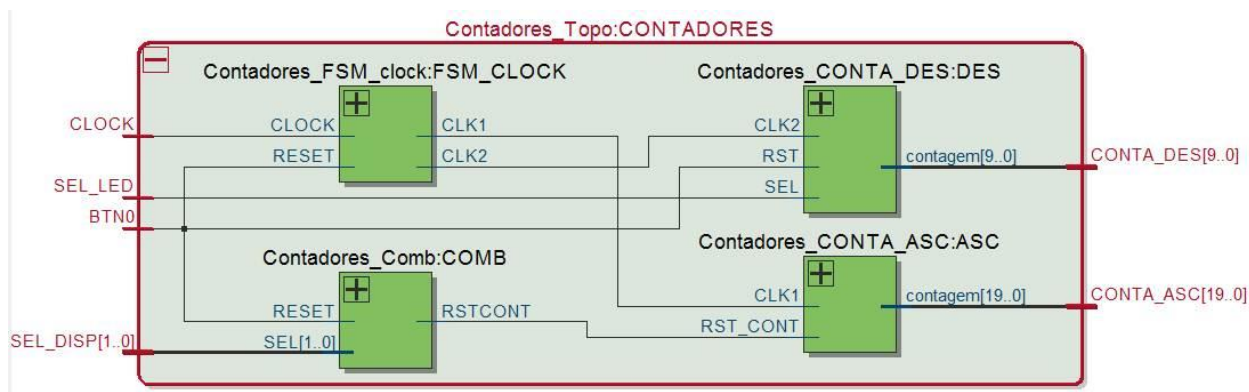 Contadores_Topo:CONTADORES
Contadores_FSM_clock:FSM_CLOCK
CLOCK
CLOCK
CLK1
RESET
CLK2
Contadores_CONTA_DES:DES
CLK2
RST
contagem[9..0]
CONTA_DES[9..0]
SEL
SEL_LED
BTN0
Contadores_Comb:COMB
RESET
RSTCONT
SEL_DISP[1..0]
SEL[1..0]
Contadores_CONTA_ASC:ASC
CLK1
contagem[19..0]
CONTA_ASC[19..0]
RST_CONT